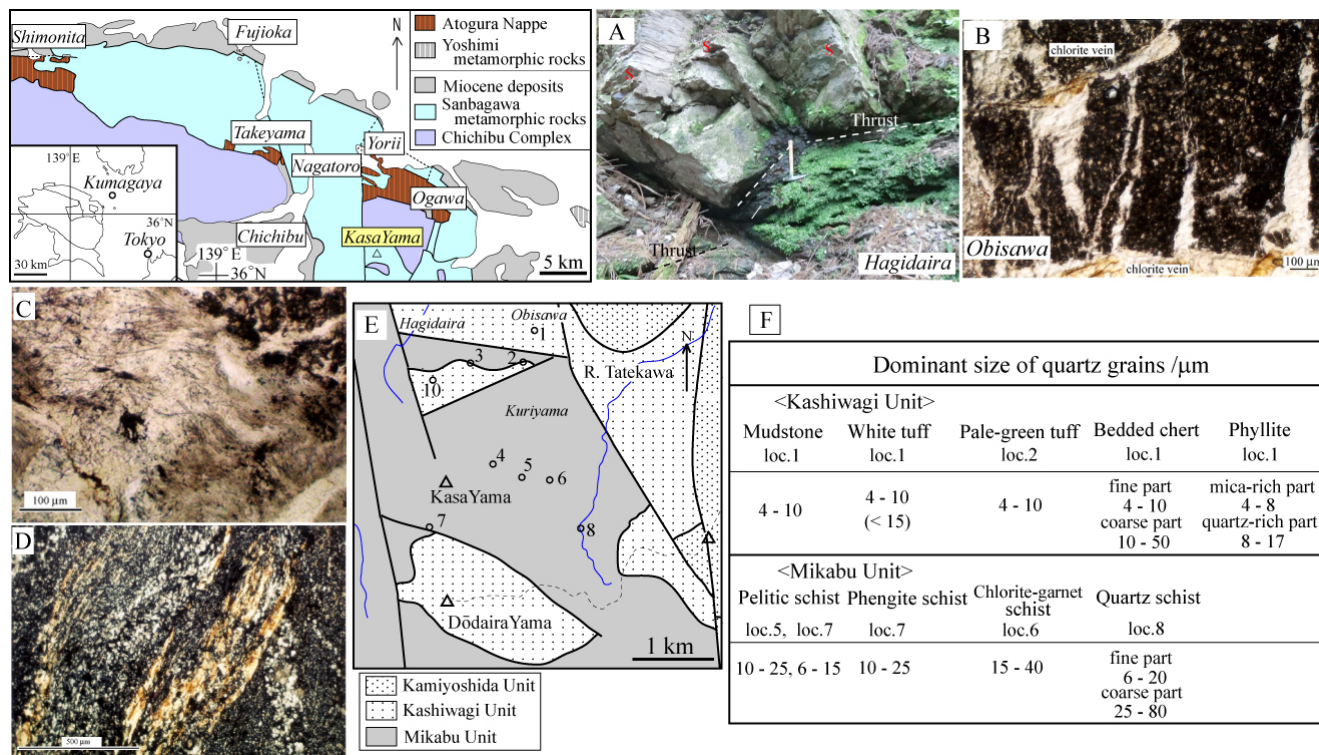 Shimonita
Fujioka
N
Takeyama
Nagatoro
Yorii
Ogawa
KasaYama
Chichibu
139° E
36°N
5 km
139° E
Kumagaya
36°N
Tokyo
30 km
Atogura Nappe
Yoshimi
metamorphic rocks
Miocene deposits
Sanbagawa
metamorphic rocks
Chichibu Complex
A
S
S
S
Thrust
Thrust
Hagidaira
B
chlorite vein
Obisawa
chlorite vein
100 µm
C
100 µm
D
500 µm
E
Hagidaira
Obisawa
1
N
3
2
R. Tatekawa
10
Kuriyama
4
5
6
KasaYama
7
8
DōdairaYama
1 km
Kamiyoshida Unit
Kashiwagi Unit
Mikabu Unit
F
Dominant size of quartz grains /µm
<Kashiwagi Unit>
Mudstone White tuff Pale-green tuff Bedded chert Phyllite
loc.1 loc.1 loc.2 loc.1 loc.1
4 - 10
4 - 10
(< 15)
4 - 10
fine part
4 - 10
coarse part
10 - 50
mica-rich part
4 - 8
quartz-rich part
8 - 17
<Mikabu Unit>
Pelitic schist Phengite schist Chlorite-garnet
schist Quartz schist
loc.5, loc.7 loc.7 loc.6 loc.8
10 - 25, 6 - 15
10 - 25
15 - 40
fine part
6 - 20
coarse part
25 - 80